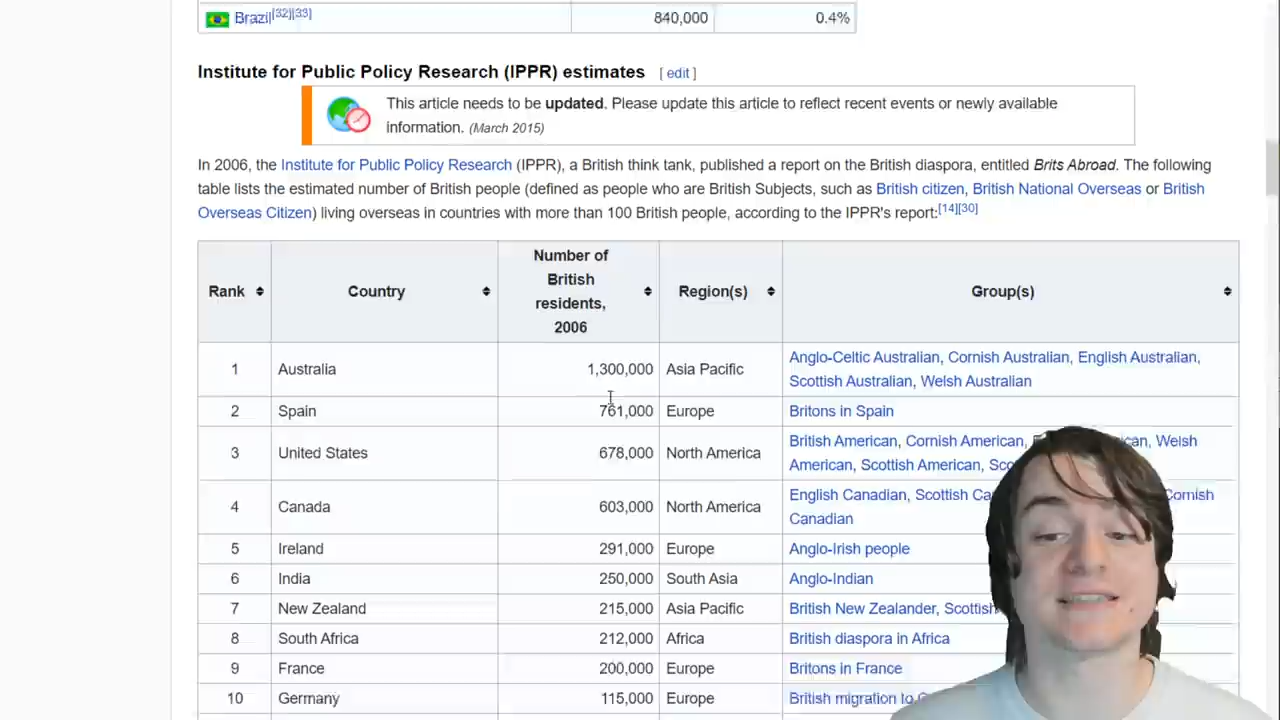 Brazil[32][33] 840,000 0.4%
Institute for Public Policy Research (IPPR) estimates [ edit ]
This article needs to be updated. Please update this article to reflect recent events or newly available
information. (March 2015)
In 2006, the Institute for Public Policy Research (IPPR), a British think tank, published a report on the British diaspora, entitled Brits Abroad. The following
table lists the estimated number of British people (defined as people who are British Subjects, such as British citizen, British National Overseas or British
Overseas Citizen) living overseas in countries with more than 100 British people, according to the IPPR's report:[14][30]
Rank Country Number of British residents, 2006 Region(s) Group(s)
1 Australia 1,300,000 Asia Pacific Anglo-Celtic Australian, Cornish Australian, English Australian,
Scottish Australian, Welsh Australian
2 Spain 761,000 Europe Britons in Spain
3 United States 678,000 North America British American, Cornish American, Welsh
American, Scottish American,
4 Canada 603,000 North America English Canadian, Scottish Cornish
Canadian
5 Ireland 291,000 Europe Anglo-Irish people
6 India 250,000 South Asia Anglo-Indian
7 New Zealand 215,000 Asia Pacific British New Zealander, Scottish
8 South Africa 212,000 Africa British diaspora in Africa
9 France 200,000 Europe Britons in France
10 Germany 115,000 Europe British migration to